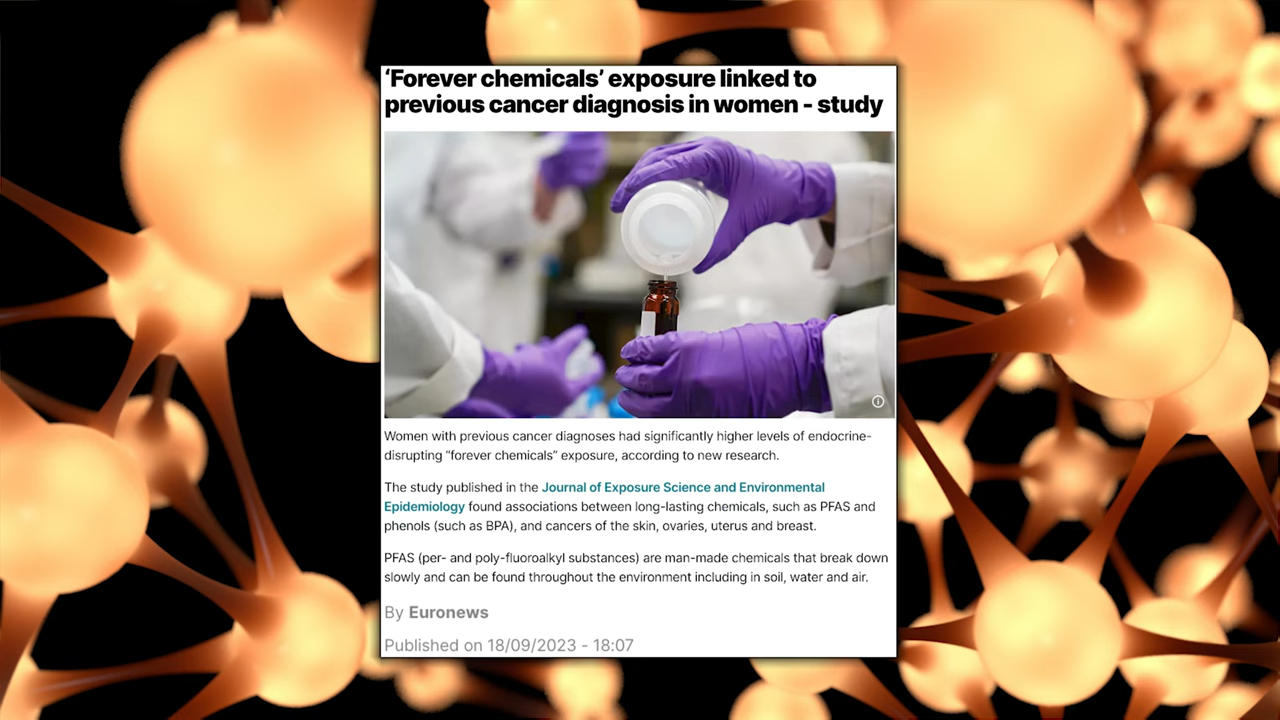 ‘Forever chemicals’ exposure linked to
previous cancer diagnosis in women - study
Women with previous cancer diagnoses had significantly higher levels of endocrine-
disrupting “forever chemicals” exposure, according to new research.
The study published in the Journal of Exposure Science and Environmental
Epidemiology found associations between long-lasting chemicals, such as PFAS and
phenols (such as BPA), and cancers of the skin, ovaries, uterus and breast.
PFAS (per- and poly-fluoroalkyl substances) are man-made chemicals that break down
slowly and can be found throughout the environment including in soil, water and air.
By Euronews
Published on 18/09/2023 - 18:07